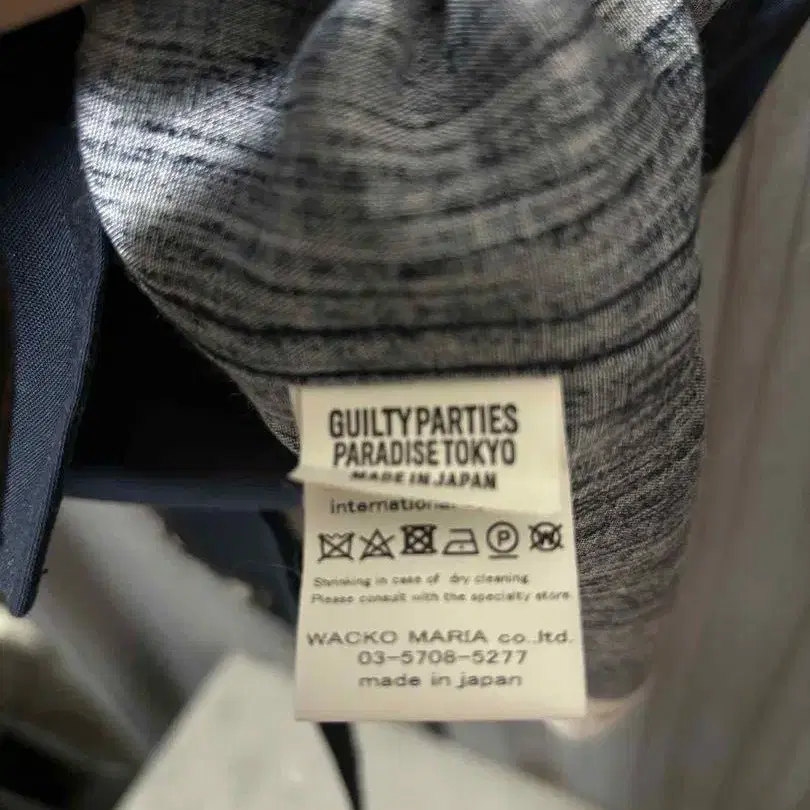 GUILTY PARTIES
PARADISE TOKYO
MADE IN JAPAN
international
P
W
Shrinking in case of dry cleaning
Please consult with the specialty store
WACKO MARIA co.,ltd.
03-5708-5277
made in japan